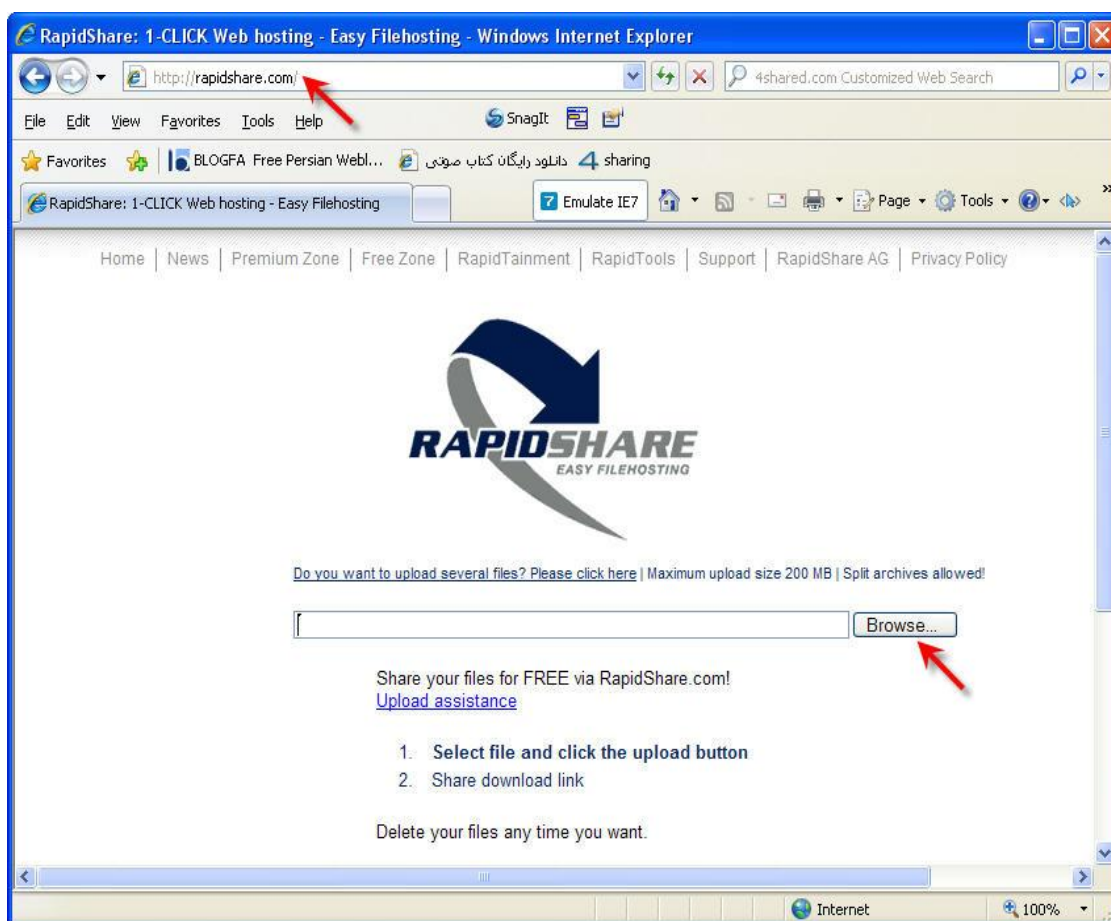 RapidShare: 1-CLICK Web hosting - Easy Filehosting - Windows Internet Explorer
http://rapidshare.com/ 4shared.com Customized Web Search
File Edit View Favorites Tools Help SnagIt
Favorites BLOGFA Free Persian Webl... دانلود رایگان کتاب صوتی 4 sharing
RapidShare: 1-CLICK Web hosting - Easy Filehosting 7 Emulate IE7 Page Tools »
Home | News | Premium Zone | Free Zone | RapidTainment | RapidTools | Support | RapidShare AG | Privacy Policy
RAPIDSHARE
EASY FILEHOSTING
Do you want to upload several files? Please click here | Maximum upload size 200 MB | Split archives allowed!
Browse...
Share your files for FREE via RapidShare.com!
Upload assistance
1. Select file and click the upload button
2. Share download link
Delete your files any time you want.
Internet 100%